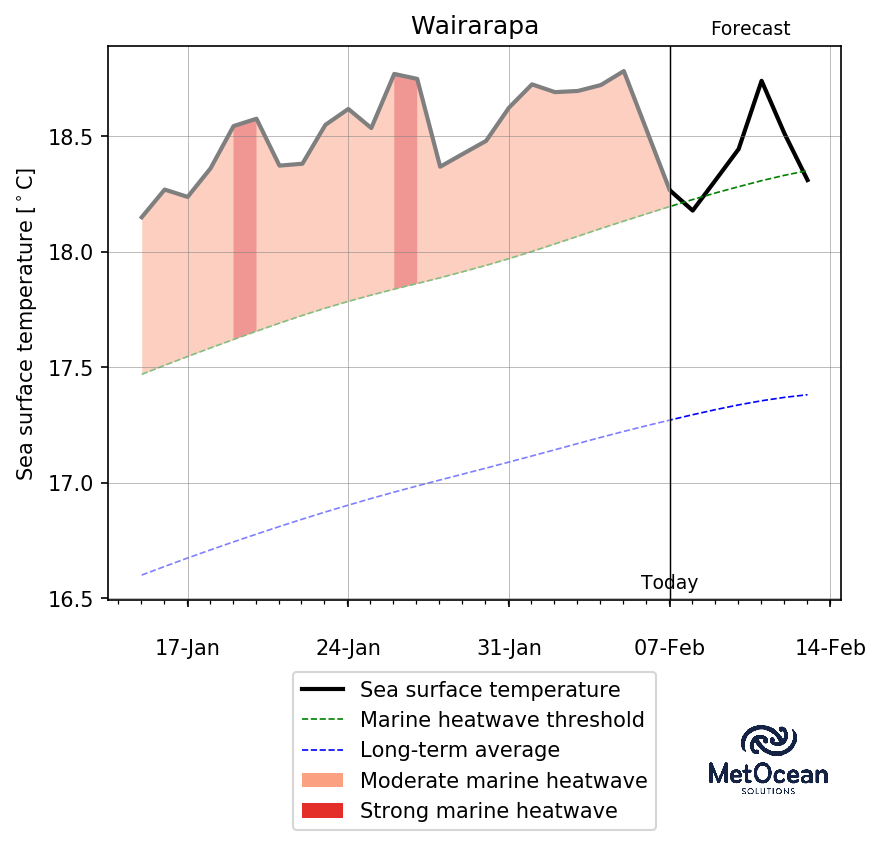 Wairarapa
Forecast
Sea surface temperature [°C]
18.5
18.0
17.5
17.0
16.5
Today
17-Jan
24-Jan
31-Jan
07-Feb
14-Feb
Sea surface temperature
Marine heatwave threshold
Long-term average
Moderate marine heatwave
Strong marine heatwave
MetOcean
SOLUTIONS